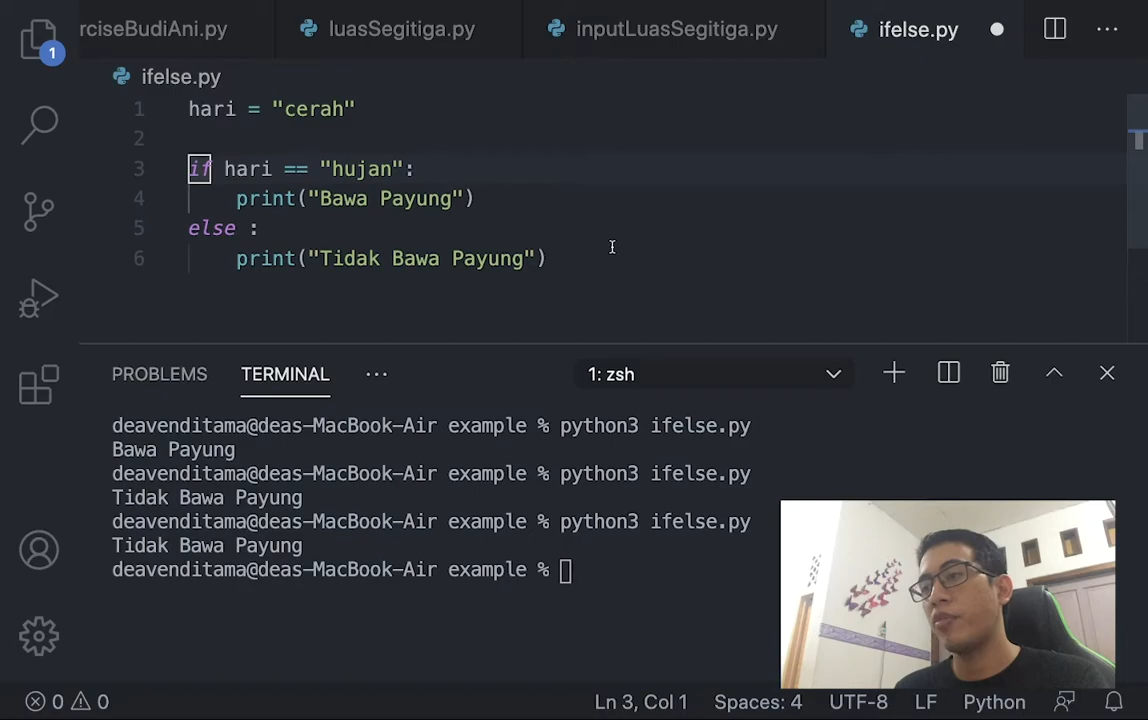 rciseBudiAni.py luasSegitiga.py inputLuasSegitiga.py ifelse.py
1
ifelse.py
1 hari = "cerah"
2
3 if hari == "hujan":
4 print("Bawa Payung")
5 else :
6 print("Tidak Bawa Payung")
PROBLEMS TERMINAL 1: zsh
deavenditama@deas-MacBook-Air example % python3 ifelse.py
Bawa Payung
deavenditama@deas-MacBook-Air example % python3 ifelse.py
Tidak Bawa Payung
deavenditama@deas-MacBook-Air example % python3 ifelse.py
Tidak Bawa Payung
deavenditama@deas-MacBook-Air example %
0 0 Ln 3, Col 1 Spaces: 4 UTF-8 LF Python